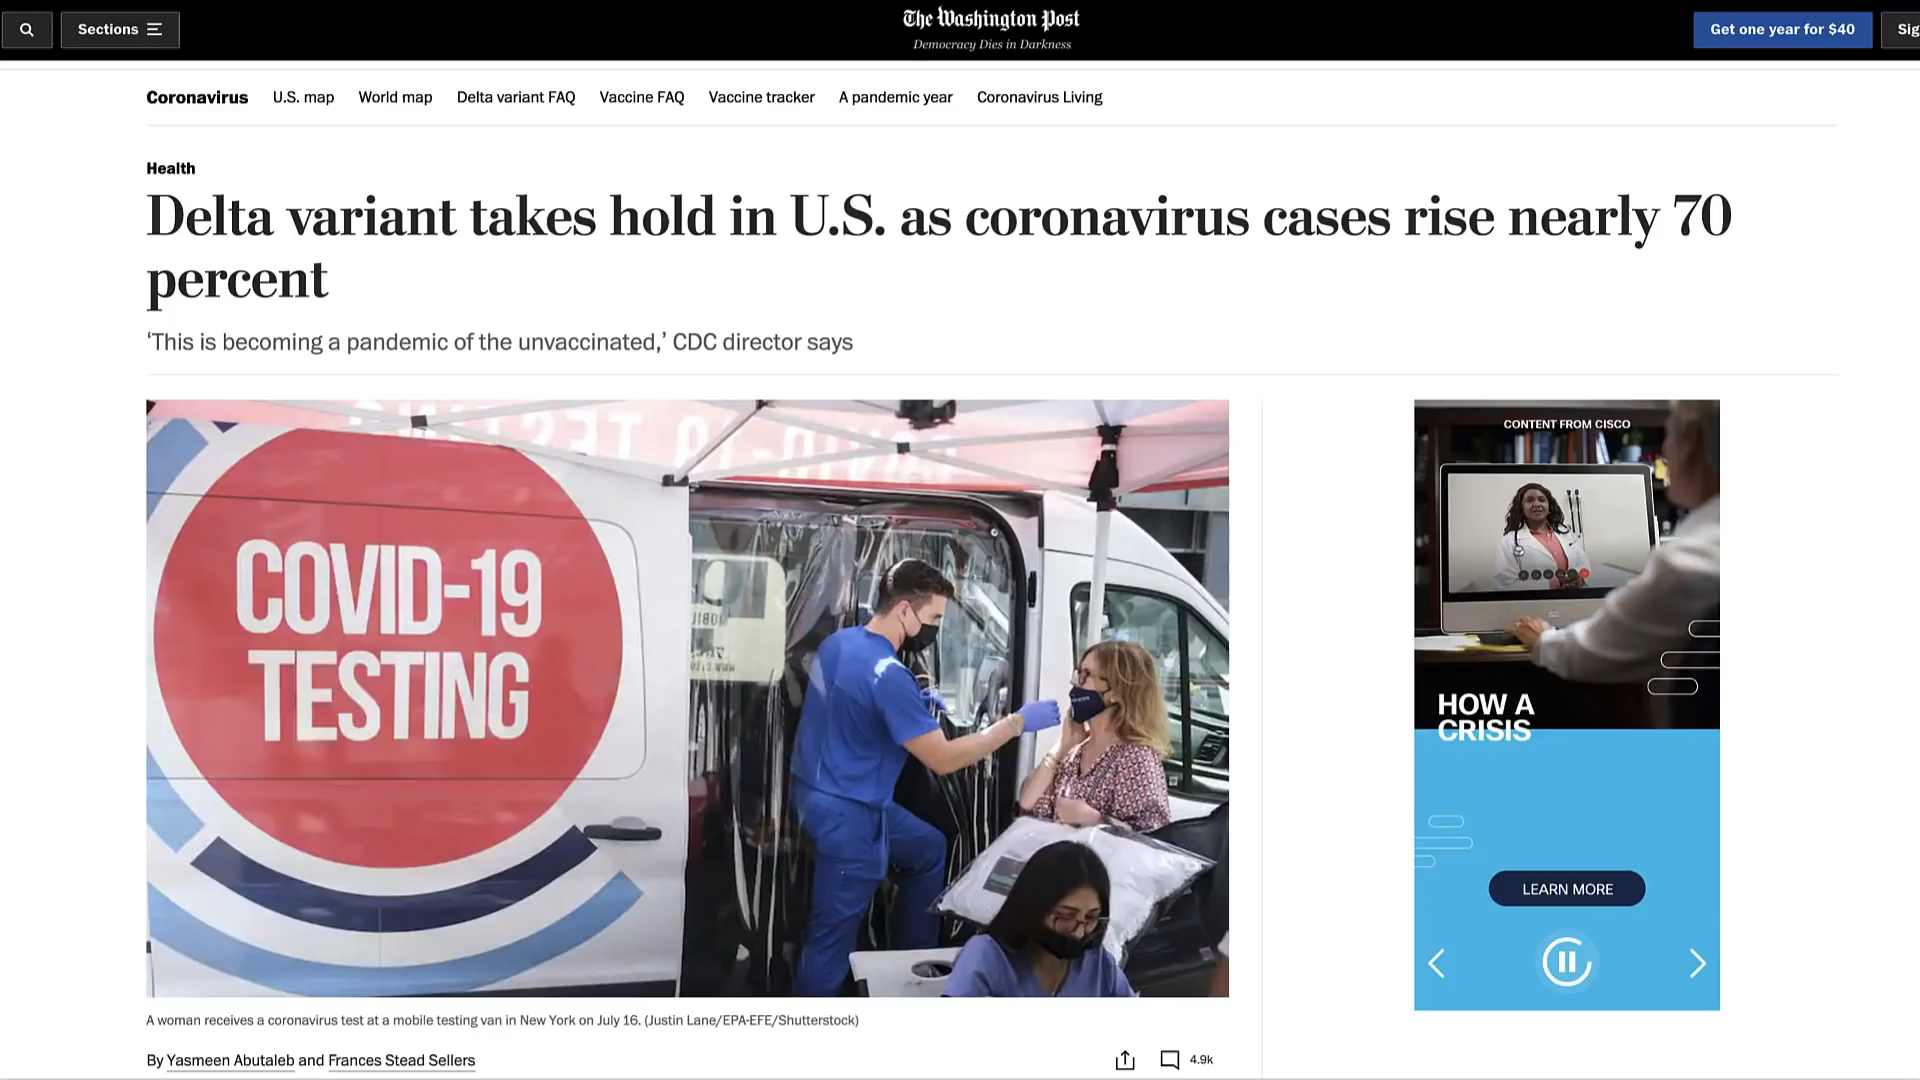 Sections
The Washington Post
Democracy Dies in Darkness
Get one year for $40
Sig
Coronavirus U.S. map World map Delta variant FAQ Vaccine FAQ Vaccine tracker A pandemic year Coronavirus Living
Health
Delta variant takes hold in U.S. as coronavirus cases rise nearly 70
percent
‘This is becoming a pandemic of the unvaccinated,’ CDC director says
COVID-19 TESTING
COVID-19
TESTING
CONTENT FROM CISCO
HOW A
CRISIS
LEARN MORE
A woman receives a coronavirus test at a mobile testing van in New York on July 16. (Justin Lane/EPA-EFE/Shutterstock)
By Yasmeen Abutaleb and Frances Stead Sellers
4.9k